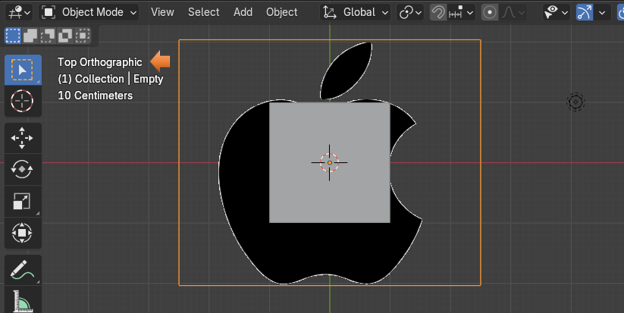 Object Mode View Select Add Object Global
Top Orthographic
(1) Collection | Empty
10 Centimeters